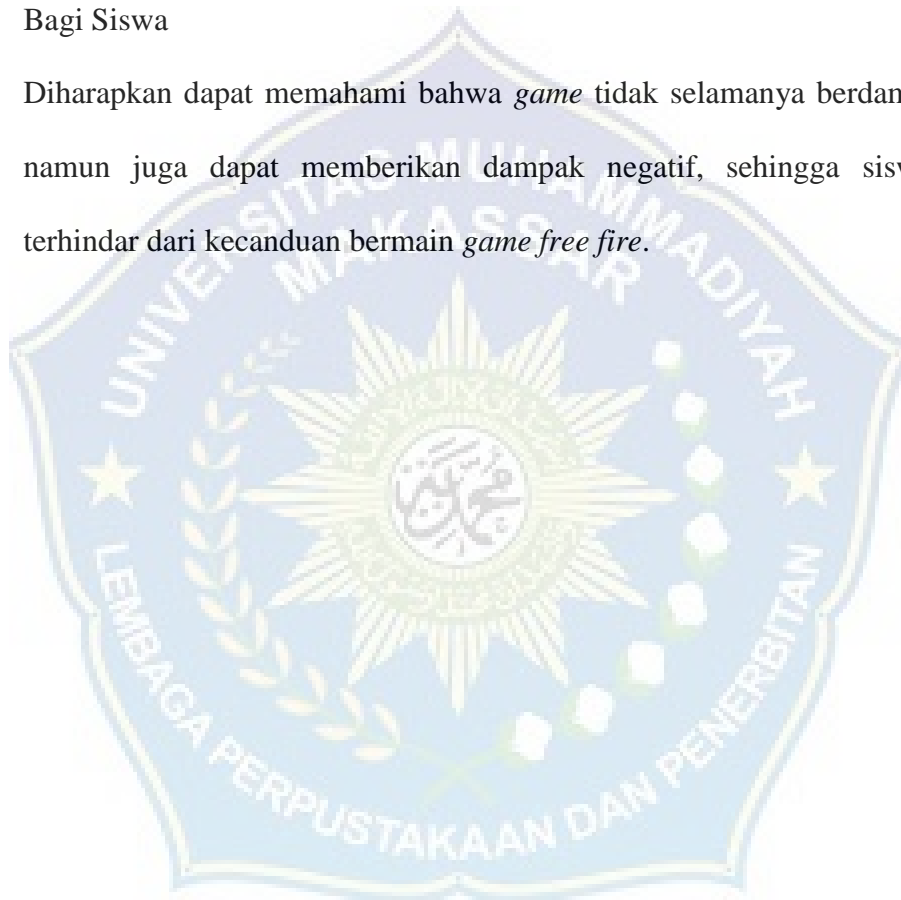 Bagi Siswa
Diharapkan dapat memahami bahwa game tidak selamanya berdam
namun juga dapat memberikan dampak negatif, sehingga sisw
terhindar dari kecanduan bermain game free fire.
UNIVERSITAS MUHAMMADIYAH
MAKASSAR
LEMBAGA PERPUSTAKAAN DAN PENERBITAN